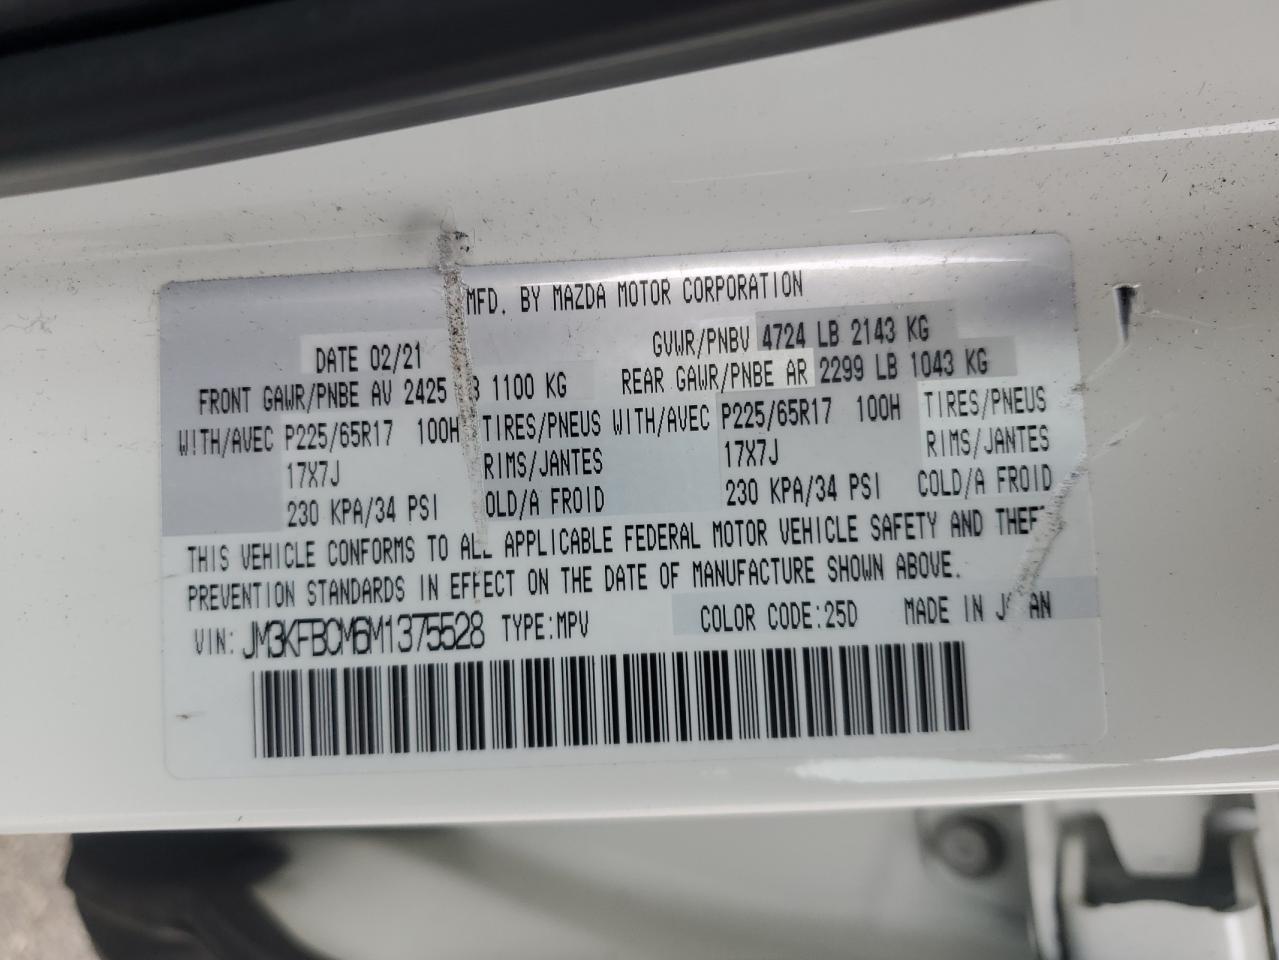 MFD. BY MAZDA MOTOR CORPORATION
DATE 02/21 GVWR/PNBV 4724 LB 2143 KG
FRONT GAWR/PNBE AV 2425 B 1100 KG REAR GAWR/PNBE AR 2299 LB 1043 KG
WITH/AVEC P225/65R17 100H TIRES/PNEUS WITH/AVEC P225/65R17 100H TIRES/PNEUS
17X7J RIMS/JANTES 17X7J RIMS/JANTES
230 KPA/34 PSI OLD/A FROID 230 KPA/34 PSI COLD/A FROID
THIS VEHICLE CONFORMS TO ALL APPLICABLE FEDERAL MOTOR VEHICLE SAFETY AND THEFT
PREVENTION STANDARDS IN EFFECT ON THE DATE OF MANUFACTURE SHOWN ABOVE.
VIN: JM3KFBCM6M1375528 TYPE:MPV COLOR CODE:25D MADE IN J AN